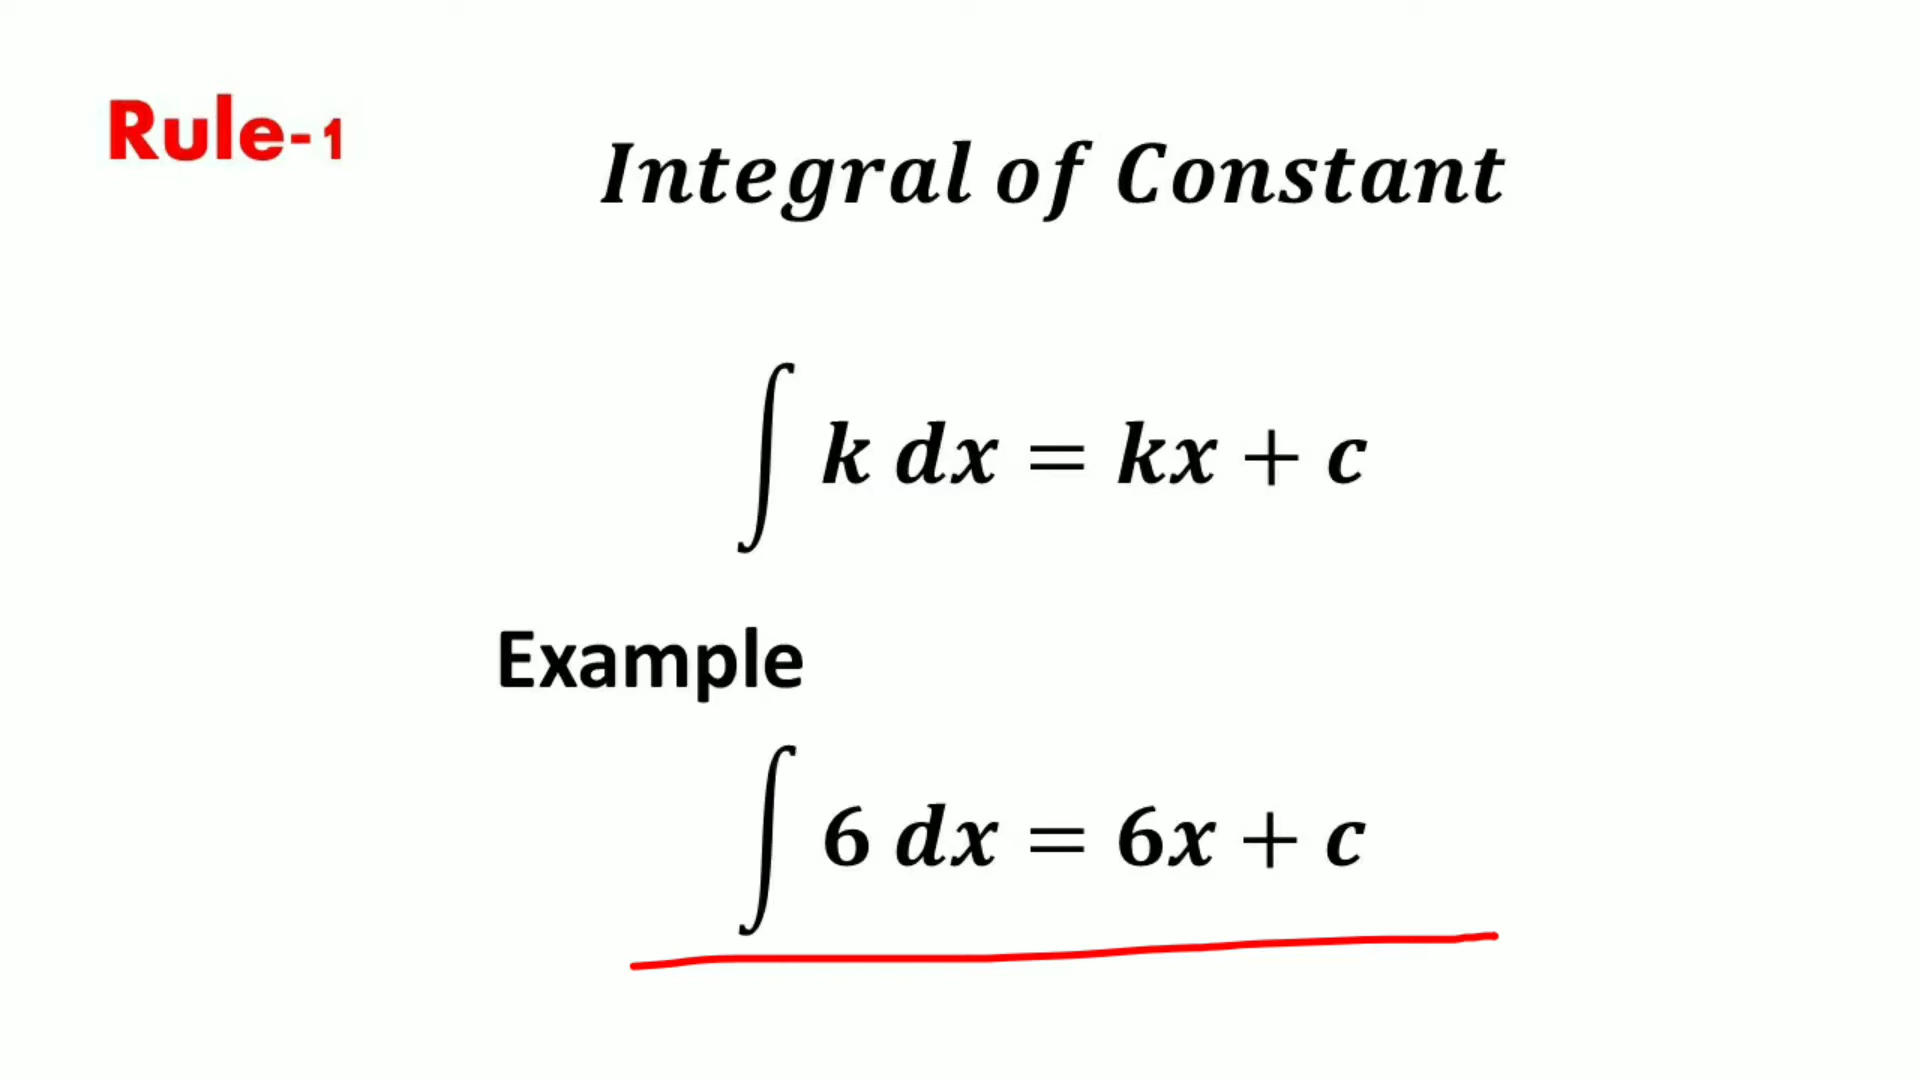 Rule-1
Integral of Constant
∫ k dx = kx + c
Example
∫ 6 dx = 6x + c